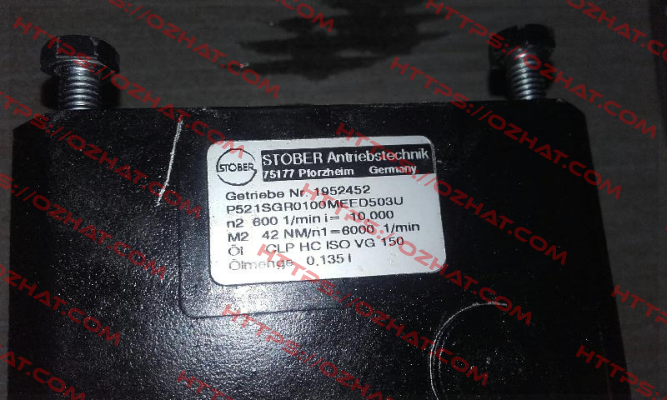 STOBER
STOBER Antriebstechnik
75177 Pforzheim Germany
Getriebe Nr. 1952452
P521SGR0100MEFD503U
n2 600 1/min i= 10,000
M2 42 NM/n1=6000 1/min
Öl CLP HC ISO VG 150
Ölmenge 0,135 l
HTTPS://OZHAT.COM